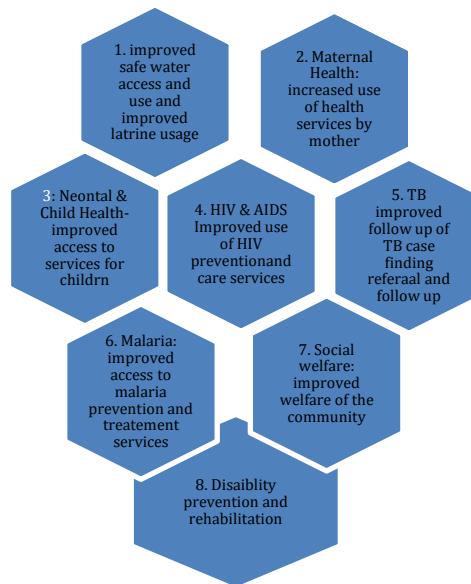 1. improved
safe water
access and
use and
improved
latrine usage
2. Maternal
Health:
increased use
of health
services by
mother
3: Neontal &
Child Health-
improved
access to
services for
childrn
4. HIV & AIDS
Improved use
of HIV
preventionand
care services
5. TB
improved
follow up of
TB case
finding
referaal and
follow up
6. Malaria:
improved
access to
malaria
prevention and
treatement
services
7. Social
welfare:
improved
welfare of the
community
8. Disaiblity
prevention and
rehabilitation